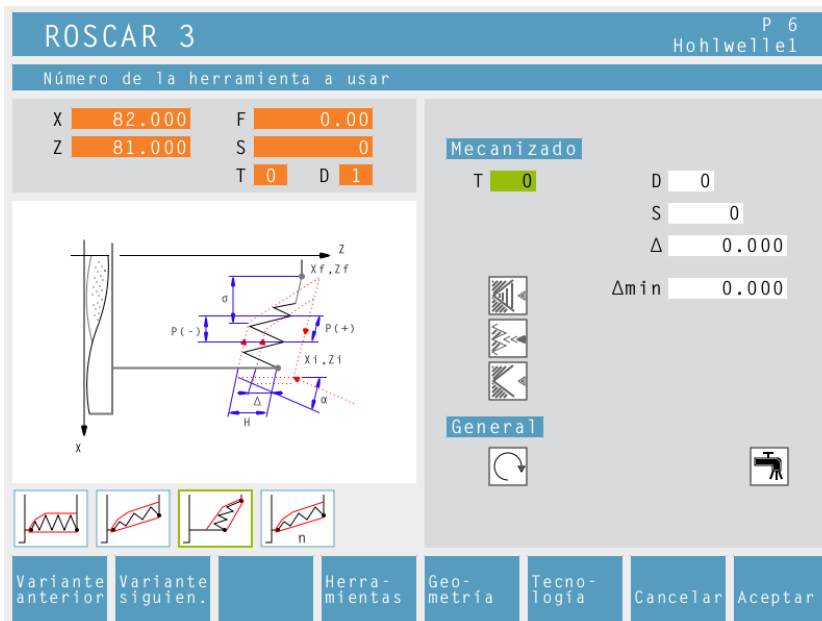 ROSCAR 3
P 6
Hohlwelle1
Número de la herramienta a usar
X 82.000 F 0.00
Z 81.000 S 0
T 0 D 1
Mecanizado
T 0 D 0
S 0
Δ 0.000
Δmin 0.000
General
Z
Xf,Zf
σ
P(-)
P(+)
Xi,Zi
Δ
α
H
X
n
Variante anterior
Variante siguien.
Herra-
mientas
Geo-
metría
Tecno-
logía
Cancelar
Aceptar